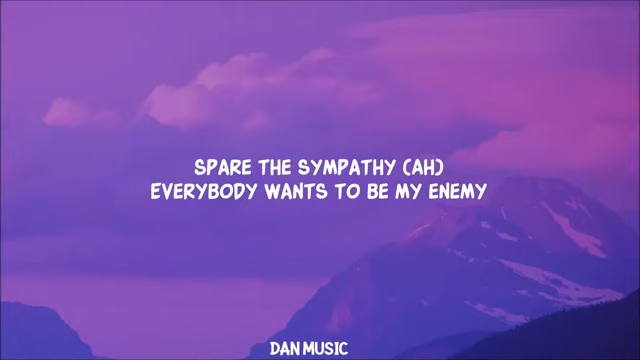 SPARE THE SYMPATHY (AH)
EVERYBODY WANTS TO BE MY ENEMY
DAN MUSIC